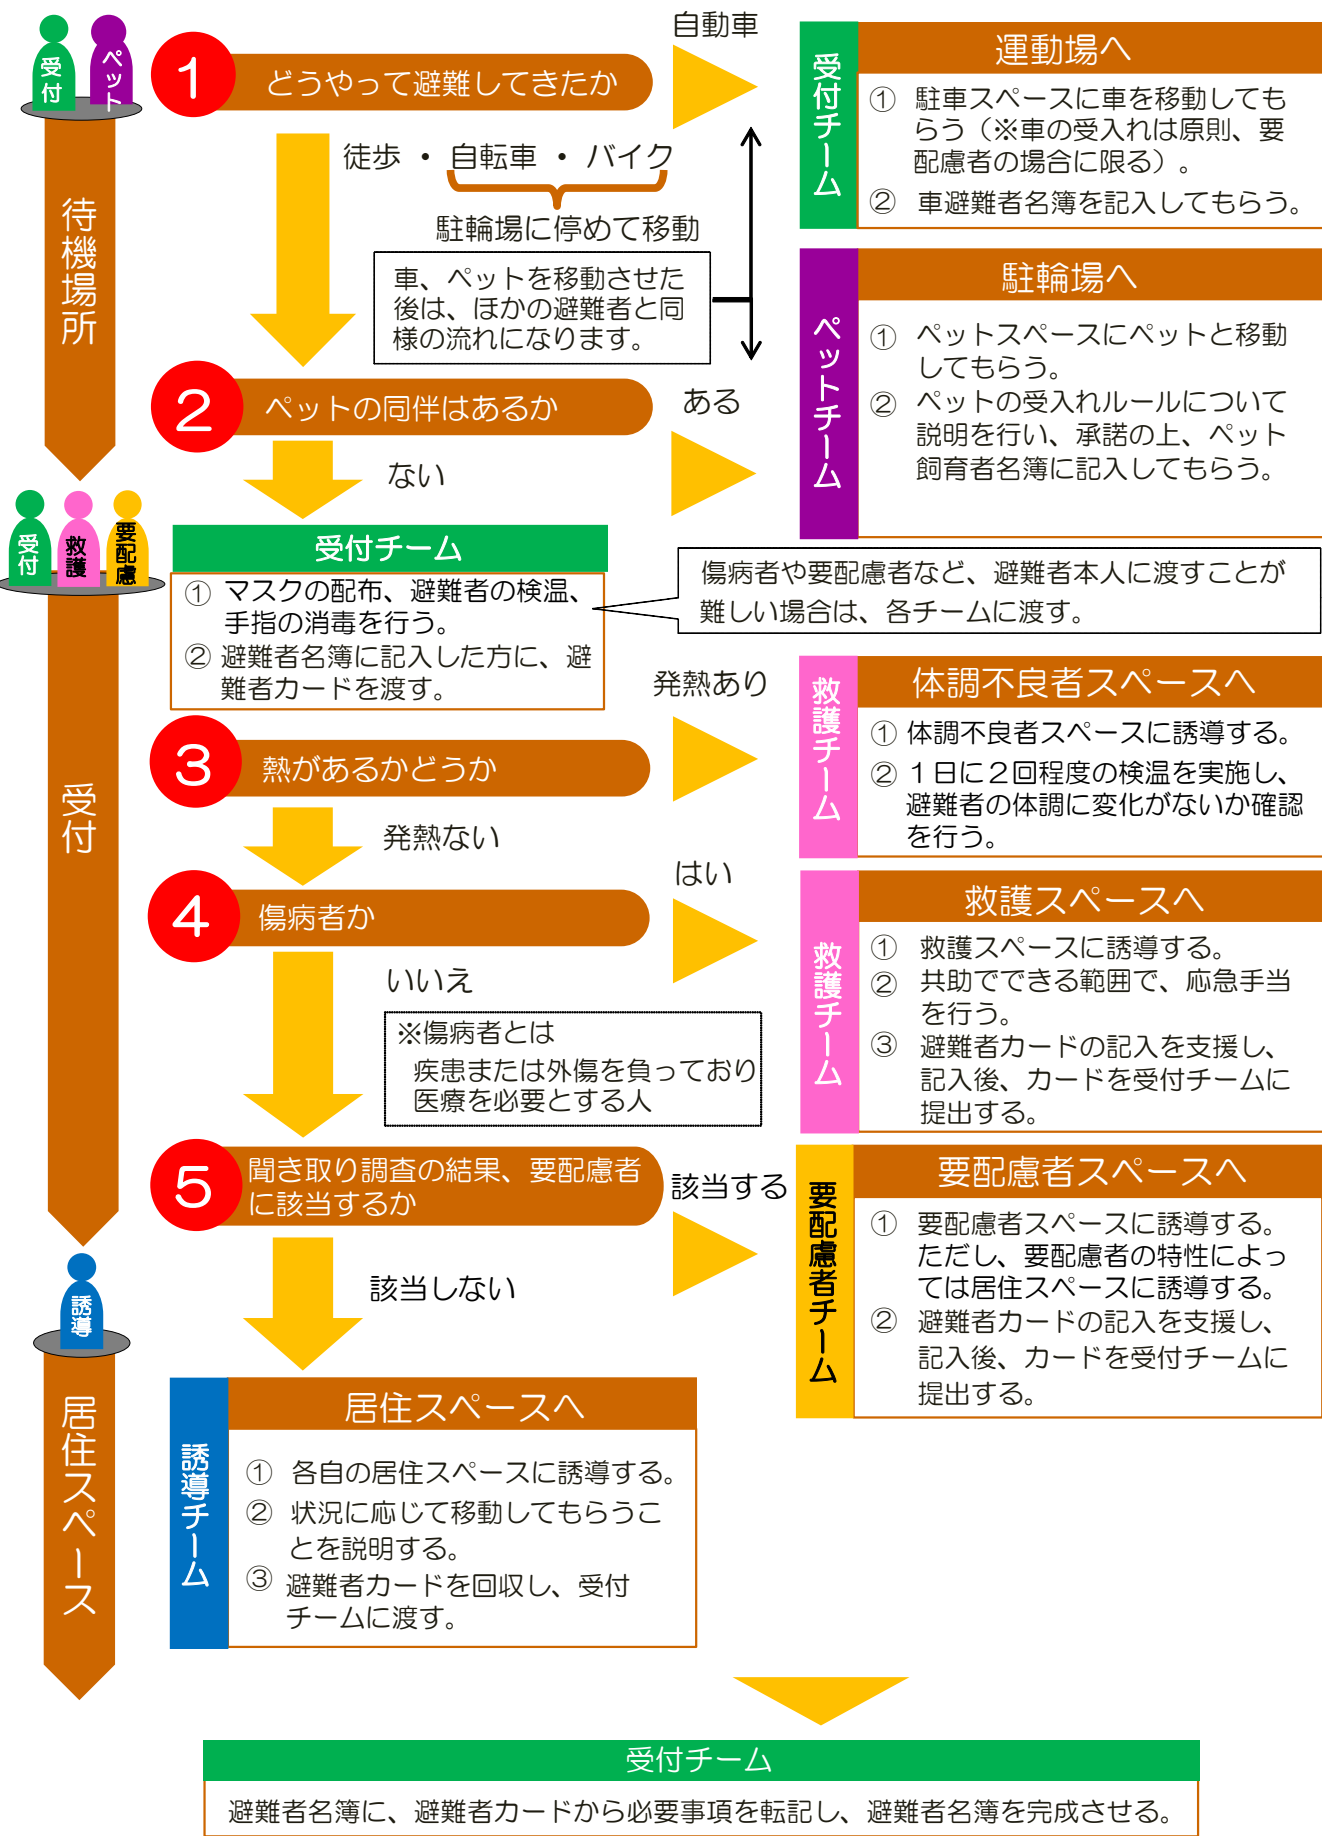 受付
ペット
待機場所
1
どうやって避難してきたか
自動車
徒歩 ・ 自転車 ・ バイク
駐輪場に停めて移動
車、ペットを移動させた
後は、ほかの避難者と同
様の流れになります。
受付チーム
運動場へ
① 駐車スペースに車を移動しても
らう（※車の受入れは原則、要
配慮者の場合に限る）。
② 車避難者名簿を記入してもらう。
2
ペットの同伴はあるか
ある
ない
ペットチーム
駐輪場へ
① ペットスペースにペットと移動
してもらう。
② ペットの受入れルールについて
説明を行い、承諾の上、ペット
飼育者名簿に記入してもらう。
受付
救護
要配慮
受付
受付チーム
① マスクの配布、避難者の検温、
手指の消毒を行う。
② 避難者名簿に記入した方に、避
難者カードを渡す。
傷病者や要配慮者など、避難者本人に渡すことが
難しい場合は、各チームに渡す。
3
熱があるかどうか
発熱あり
発熱ない
救護チーム
体調不良者スペースへ
① 体調不良者スペースに誘導する。
② １日に２回程度の検温を実施し、
避難者の体調に変化がないか確認
を行う。
4
傷病者か
はい
いいえ
※傷病者とは
疾患または外傷を負っており
医療を必要とする人
救護チーム
救護スペースへ
① 救護スペースに誘導する。
② 共助でできる範囲で、応急手当
を行う。
③ 避難者カードの記入を支援し、
記入後、カードを受付チームに
提出する。
5
聞き取り調査の結果、要配慮者
に該当するか
該当する
該当しない
要配慮者チーム
要配慮者スペースへ
① 要配慮者スペースに誘導する。
ただし、要配慮者の特性によっ
ては居住スペースに誘導する。
② 避難者カードの記入を支援し、
記入後、カードを受付チームに
提出する。
誘導
居住スペース
誘導チーム
居住スペースへ
① 各自の居住スペースに誘導する。
② 状況に応じて移動してもらうこ
とを説明する。
③ 避難者カードを回収し、受付
チームに渡す。
受付チーム
避難者名簿に、避難者カードから必要事項を転記し、避難者名簿を完成させる。